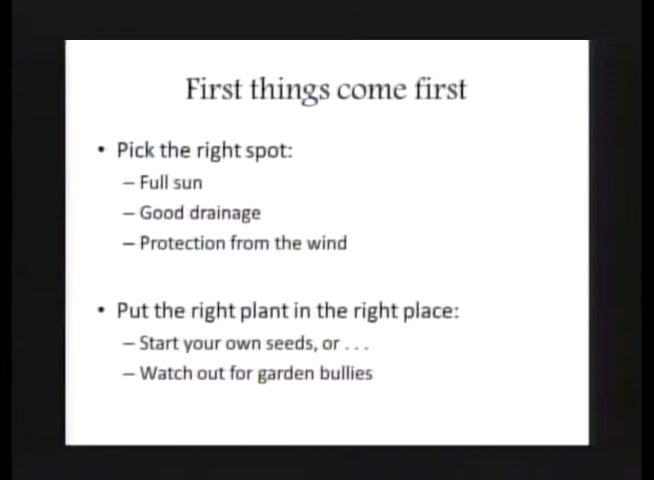 First things come first
• Pick the right spot:
– Full sun
– Good drainage
– Protection from the wind
• Put the right plant in the right place:
– Start your own seeds, or . . .
– Watch out for garden bullies